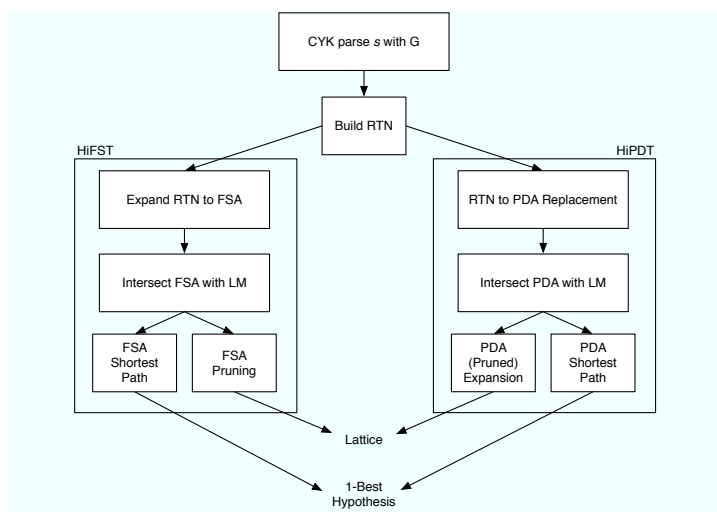 CYK parse s with G
Build RTN
HiFST
HiPDT
Expand RTN to FSA
RTN to PDA Replacement
Intersect FSA with LM
Intersect PDA with LM
FSA
Shortest
Path
FSA
Pruning
PDA
(Pruned)
Expansion
PDA
Shortest
Path
Lattice
1-Best
Hypothesis